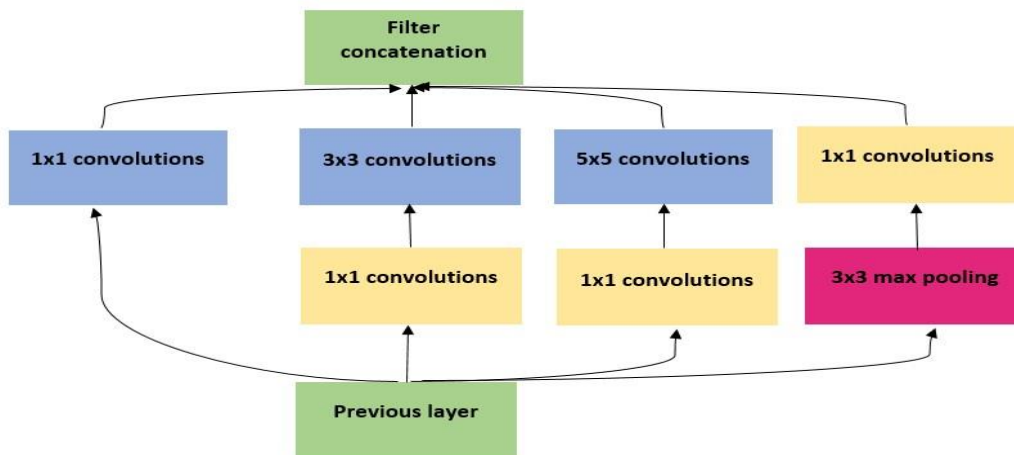 Filter
concatenation
1x1 convolutions
3x3 convolutions
5x5 convolutions
1x1 convolutions
1x1 convolutions
1x1 convolutions
3x3 max pooling
Previous layer